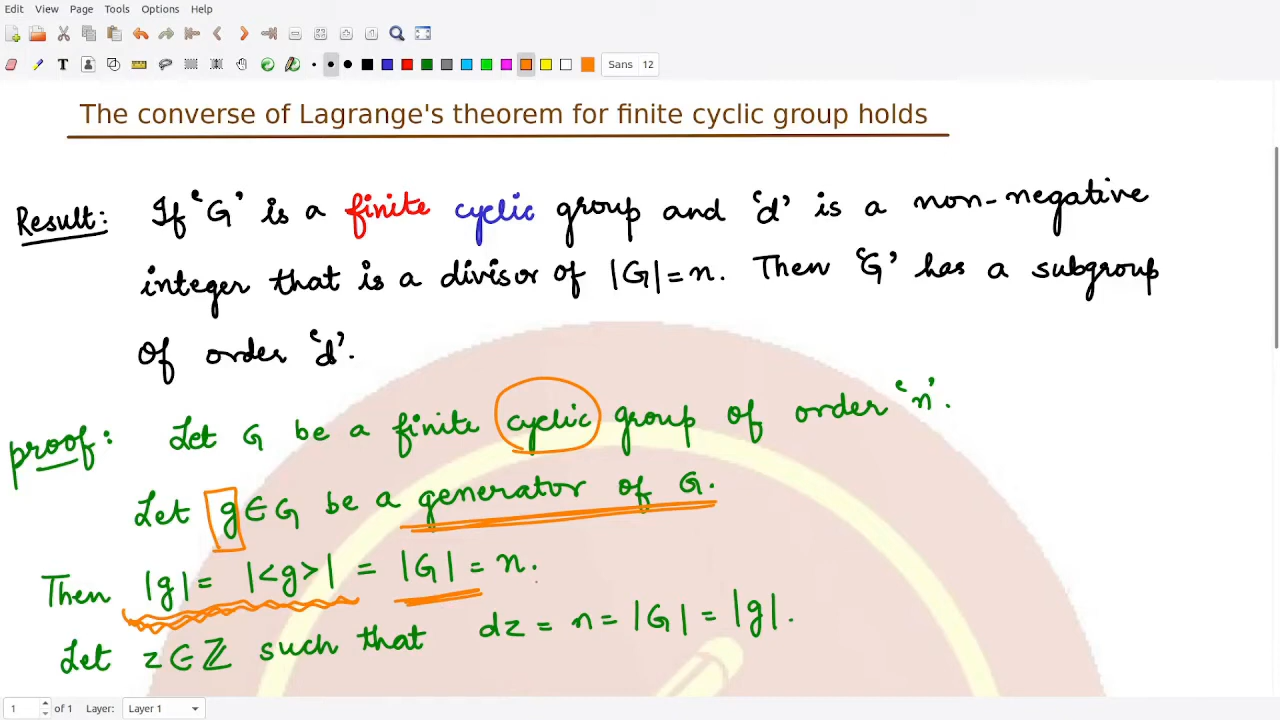 Edit View Page Tools Options Help
T Sans 12
The converse of Lagrange's theorem for finite cyclic group holds
Result: If 'G' is a finite cyclic group and 'd' is a non-negative
integer that is a divisor of |G|=n. Then 'G' has a subgroup
of order 'd'.
proof: Let G be a finite cyclic group of order 'n'.
Let g∈G be a generator of G.
Then |g| = |<g>| = |G| = n.
Let z∈ℤ such that dz = n = |G| = |g|.
1 of 1 Layer: Layer 1